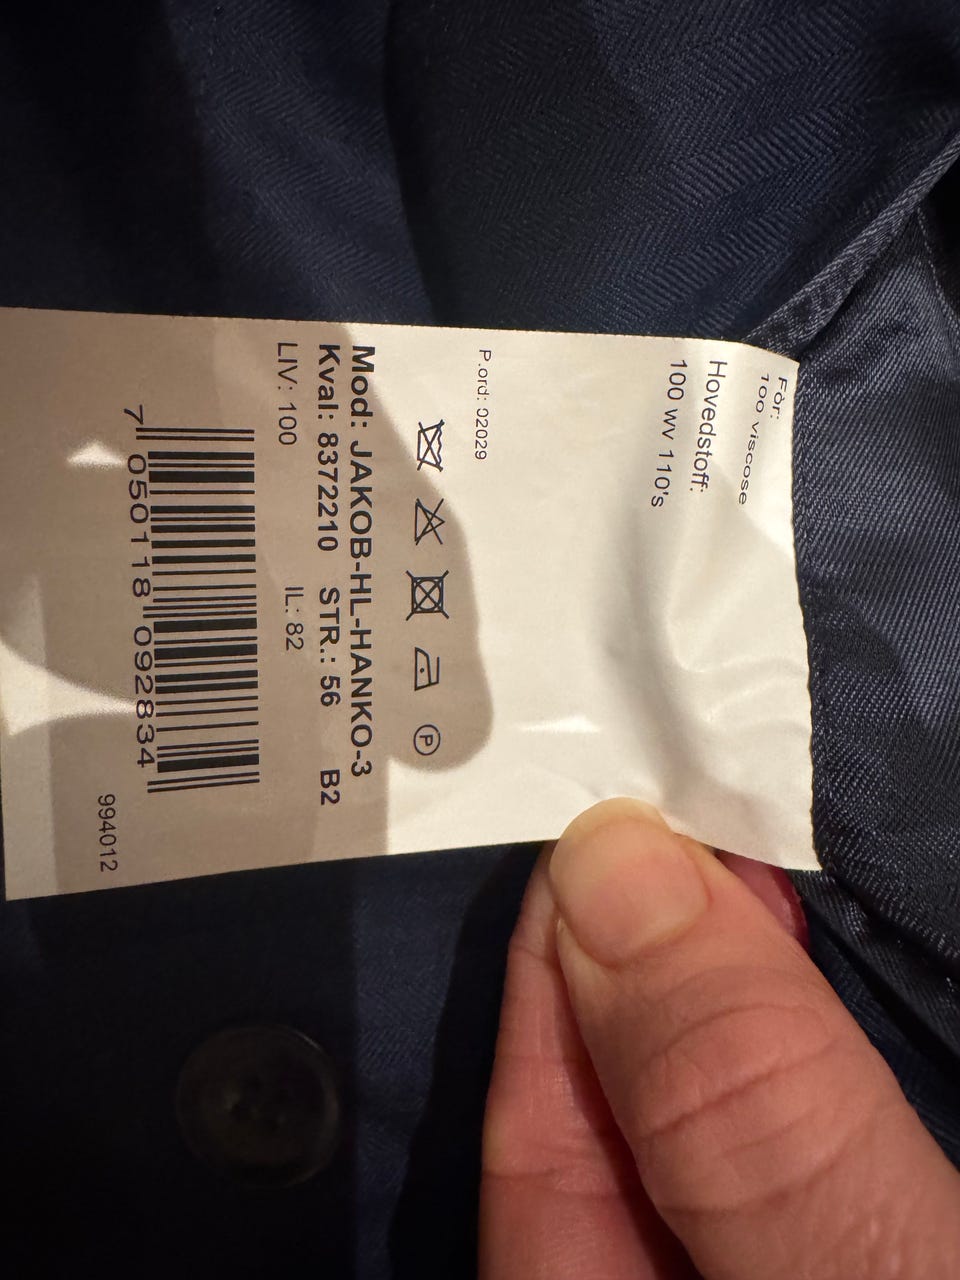 Fòr:
100 viscose
Hovedstoff:
100 wv 110's
P.ord: 02029
P
Mod: JAKOB-HL-HANKO-3
Kval: 8372210 STR.: 56 B2
LIV: 100 IL: 82
7 050118 092834
994012